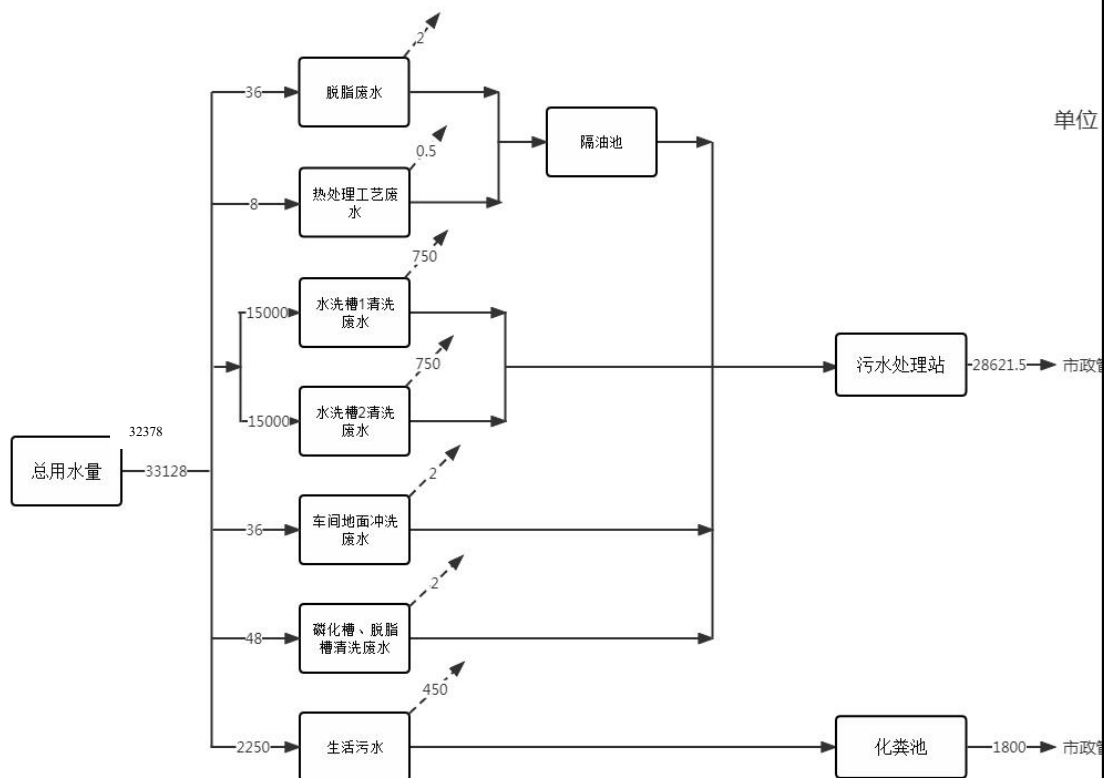 2
36
脱脂废水
隔油池
单位
0.5
8
热处理工艺废
水
750
15000
水洗槽1清洗
废水
750
15000
水洗槽2清洗
废水
污水处理站
28621.5
市政管
32378
总用水量
33128
2
36
车间地面冲洗
废水
2
48
磷化槽、脱脂
槽清洗废水
450
2250
生活污水
化粪池
1800
市政管